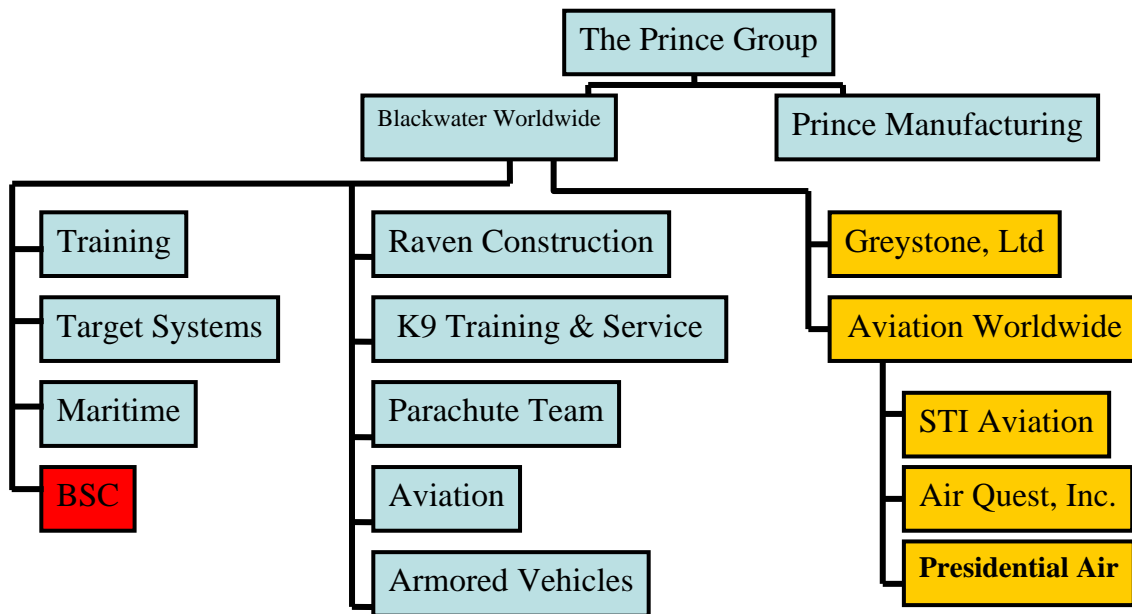 The Prince Group
Blackwater Worldwide
Prince Manufacturing
Training
Target Systems
Maritime
BSC
Raven Construction
K9 Training & Service
Parachute Team
Aviation
Armored Vehicles
Greystone, Ltd
Aviation Worldwide
STI Aviation
Air Quest, Inc.
Presidential Air